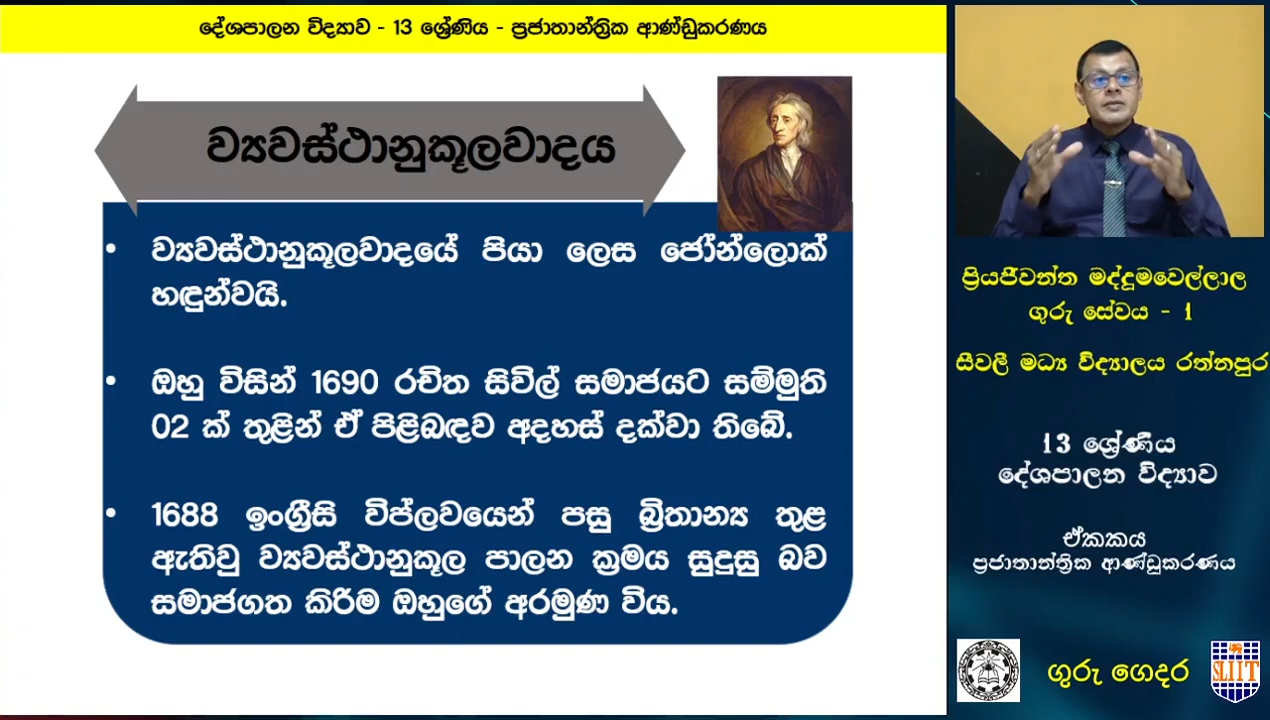 දේශපාලන විද්‍යාව - 13 ශ්‍රේණිය - ප්‍රජාතාන්ත්‍රික ආණ්ඩුකරණය
ව්‍යවස්ථානුකූලවාදය
• ව්‍යවස්ථානුකූලවාදයේ පියා ලෙස ජෝන්ලොක්
හඳුන්වයි.
• ඔහු විසින් 1690 රචිත සිවිල් සමාජයට සම්මුති
02 ක් තුළින් ඒ පිළිබඳව අදහස් දක්වා තිබේ.
• 1688 ඉංග්‍රීසි විප්ලවයෙන් පසු බ්‍රිතාන්‍ය තුළ
ඇතිවු ව්‍යවස්ථානුකූල පාලන ක්‍රමය සුදුසු බව
සමාජගත කිරිම ඔහුගේ අරමුණ විය.
ප්‍රියජීවන්ත මද්දූමවෙල්ලාල
ගුරු සේවය - 1
සීවලී මධ්‍ය විද්‍යාලය රත්නපුර
13 ශ්‍රේණිය
දේශපාලන විද්‍යාව
ඒකකය
ප්‍රජාතාන්ත්‍රික ආණ්ඩුකරණය
ගුරු ගෙදර
SLIIT